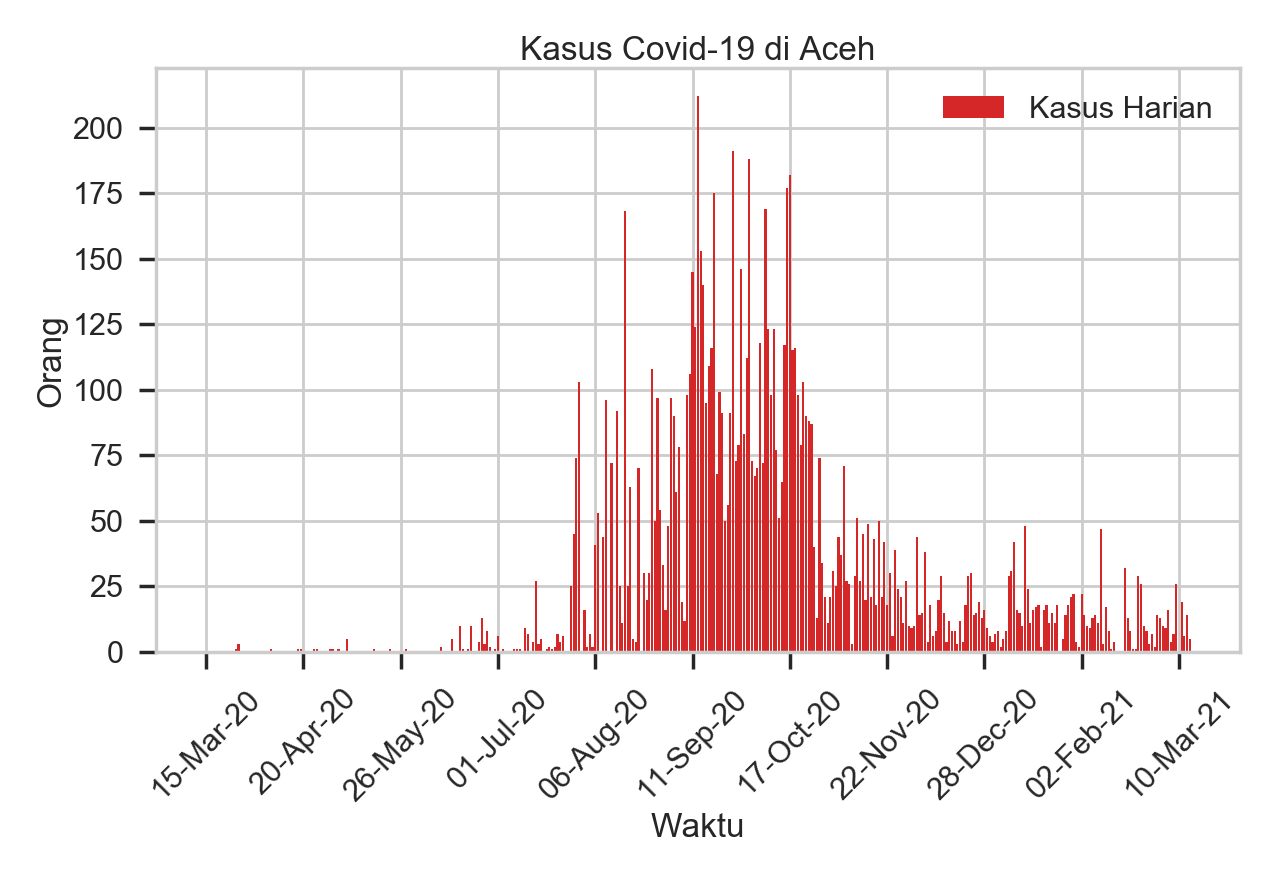 Kasus Covid-19 di Aceh
Kasus Harian
Orang
200
175
150
125
100
75
50
25
0
15-Mar-20
20-Apr-20
26-May-20
01-Jul-20
06-Aug-20
11-Sep-20
17-Oct-20
22-Nov-20
28-Dec-20
02-Feb-21
10-Mar-21
Waktu